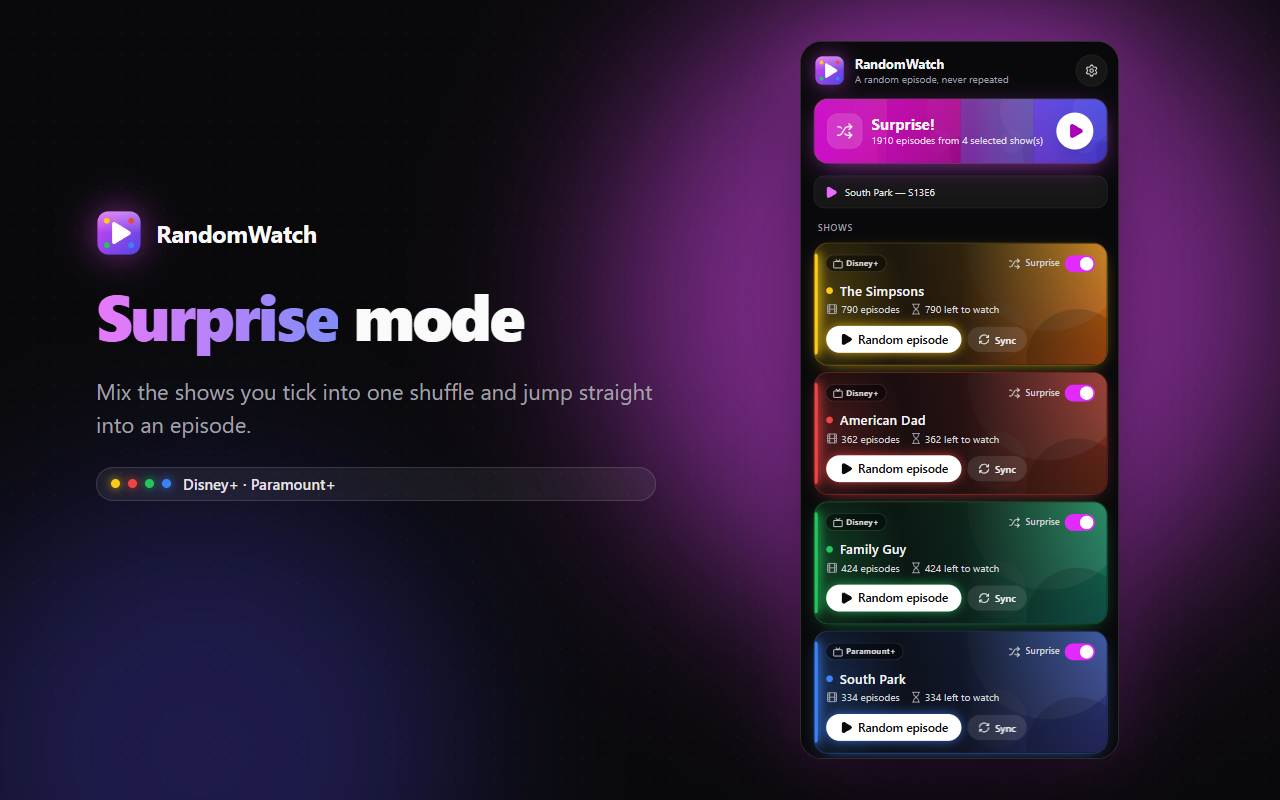 RandomWatch
Surprise mode
Mix the shows you tick into one shuffle and jump straight
into an episode.
Disney+ · Paramount+
RandomWatch
A random episode, never repeated
Surprise!
1910 episodes from 4 selected show(s)
South Park — S13E6
SHOWS
Disney+ Surprise
The Simpsons
790 episodes 790 left to watch
Random episode Sync
Disney+ Surprise
American Dad
362 episodes 362 left to watch
Random episode Sync
Disney+ Surprise
Family Guy
424 episodes 424 left to watch
Random episode Sync
Paramount+ Surprise
South Park
334 episodes 334 left to watch
Random episode Sync